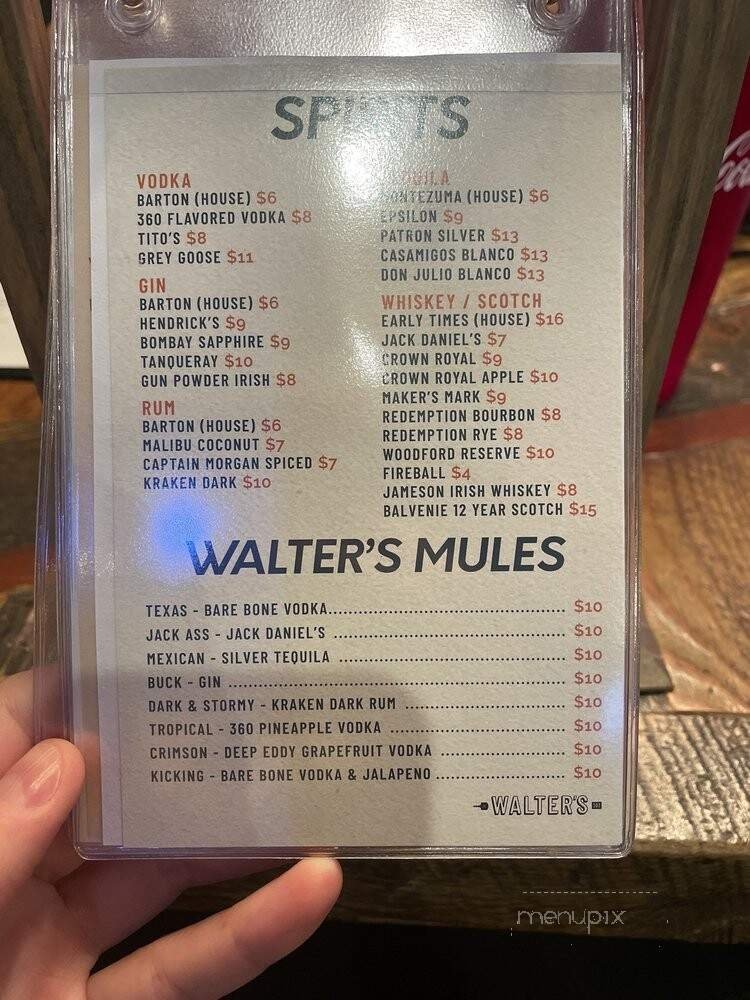 SPIRITS
VODKA
BARTON (HOUSE) $6
360 FLAVORED VODKA $8
TITO'S $8
GREY GOOSE $11
GIN
BARTON (HOUSE) $6
HENDRICK'S $9
BOMBAY SAPPHIRE $9
TANQUERAY $10
GUN POWDER IRISH $8
RUM
BARTON (HOUSE) $6
MALIBU COCONUT $7
CAPTAIN MORGAN SPICED $7
KRAKEN DARK $10
TEQUILA
MONTEZUMA (HOUSE) $6
EPSILON $9
PATRON SILVER $13
CASAMIGOS BLANCO $13
DON JULIO BLANCO $13
WHISKEY / SCOTCH
EARLY TIMES (HOUSE) $16
JACK DANIEL'S $7
CROWN ROYAL $9
CROWN ROYAL APPLE $10
MAKER'S MARK $9
REDEMPTION BOURBON $8
REDEMPTION RYE $8
WOODFORD RESERVE $10
FIREBALL $4
JAMESON IRISH WHISKEY $8
BALVENIE 12 YEAR SCOTCH $15
WALTER'S MULES
TEXAS - BARE BONE VODKA........................................ $10
JACK ASS - JACK DANIEL'S ........................................ $10
MEXICAN - SILVER TEQUILA ........................................ $10
BUCK - GIN ........................................ $10
DARK & STORMY - KRAKEN DARK RUM ............................ $10
TROPICAL - 360 PINEAPPLE VODKA ............................... $10
CRIMSON - DEEP EDDY GRAPEFRUIT VODKA ...................... $10
KICKING - BARE BONE VODKA & JALAPENO ...................... $10
WALTER'S
menupix